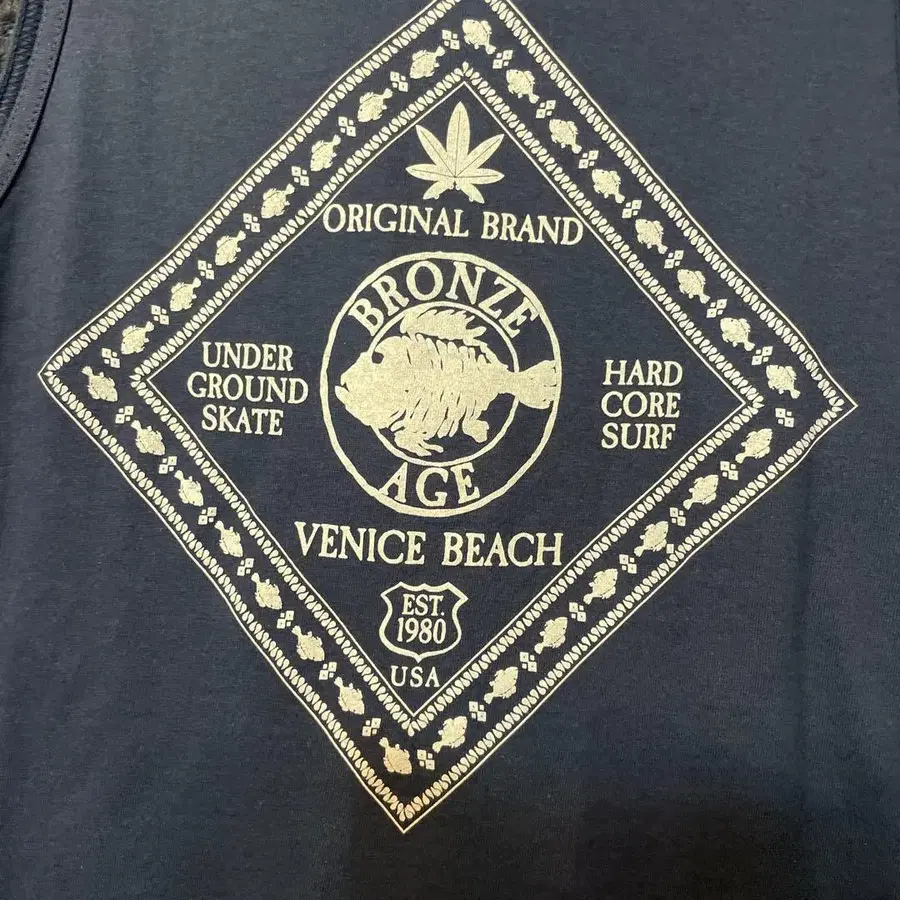 ORIGINAL BRAND
BRONZE
AGE
UNDER
GROUND
SKATE
HARD
CORE
SURF
VENICE BEACH
EST.
1980
USA